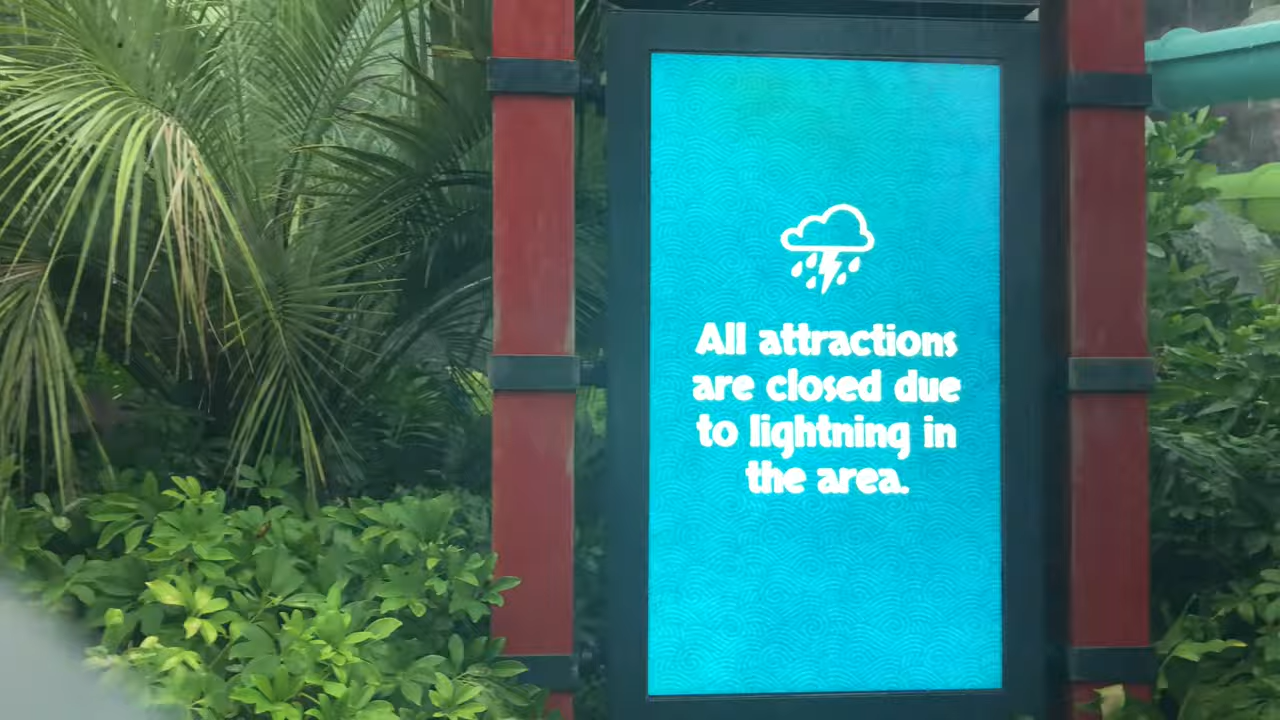 All attractions
are closed due
to lightning in
the area.